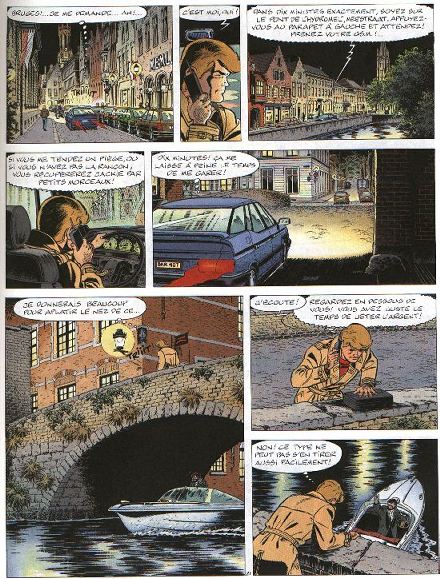 BRUGES!... JE ME DEMANDE... AH!...
C'EST MOI, OUI!
DANS DIX MINUTES EXACTEMENT, SOYEZ SUR
LE PONT DE L'HYDROMEL, MEESTRAAT. APPUYEZ-
VOUS AU PARAPET À GAUCHE ET ATTENDEZ!
PRENEZ VOTRE GSM!...
SI VOUS ME TENDEZ UN PIÈGE, OU
SI VOUS N'AVEZ PAS LA RANÇON,
VOUS RÉCUPÉREREZ CACHIE PAR
PETITS MORCEAUX!
DIX MINUTES! ÇA ME
LAISSE À PEINE LE TEMPS
DE ME GARER!
JE DONNERAIS BEAUCOUP
POUR APLATIR LE NEZ DE CE...
J'ÉCOUTE!
REGARDEZ EN DESSOUS DE
VOUS! VOUS AVEZ JUSTE LE
TEMPS DE JETER L'ARGENT!
NON! CE TYPE NE
PEUT PAS S'EN TIRER
AUSSI FACILEMENT!